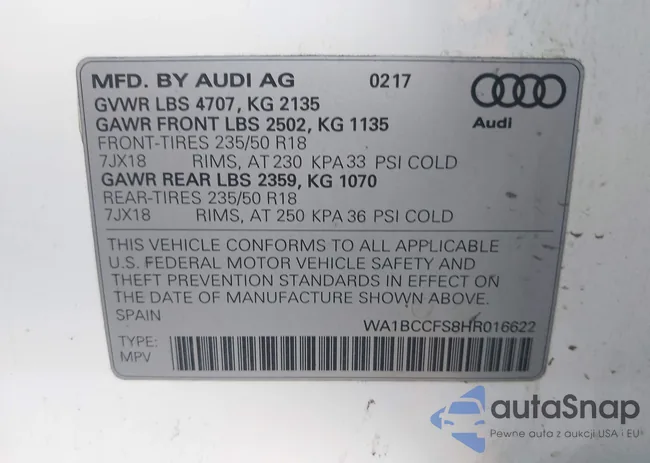 MFD. BY AUDI AG 0217
GVWR LBS 4707, KG 2135
GAWR FRONT LBS 2502, KG 1135
FRONT-TIRES 235/50 R18
7JX18 RIMS, AT 230 KPA 33 PSI COLD
GAWR REAR LBS 2359, KG 1070
REAR-TIRES 235/50 R18
7JX18 RIMS, AT 250 KPA 36 PSI COLD
Audi
THIS VEHICLE CONFORMS TO ALL APPLICABLE
U.S. FEDERAL MOTOR VEHICLE SAFETY AND
THEFT PREVENTION STANDARDS IN EFFECT ON
THE DATE OF MANUFACTURE SHOWN ABOVE.
SPAIN
WA1BCCFS8HR016622
TYPE:
MPV
autaSnap
Pewne auta z aukcji USA i EU